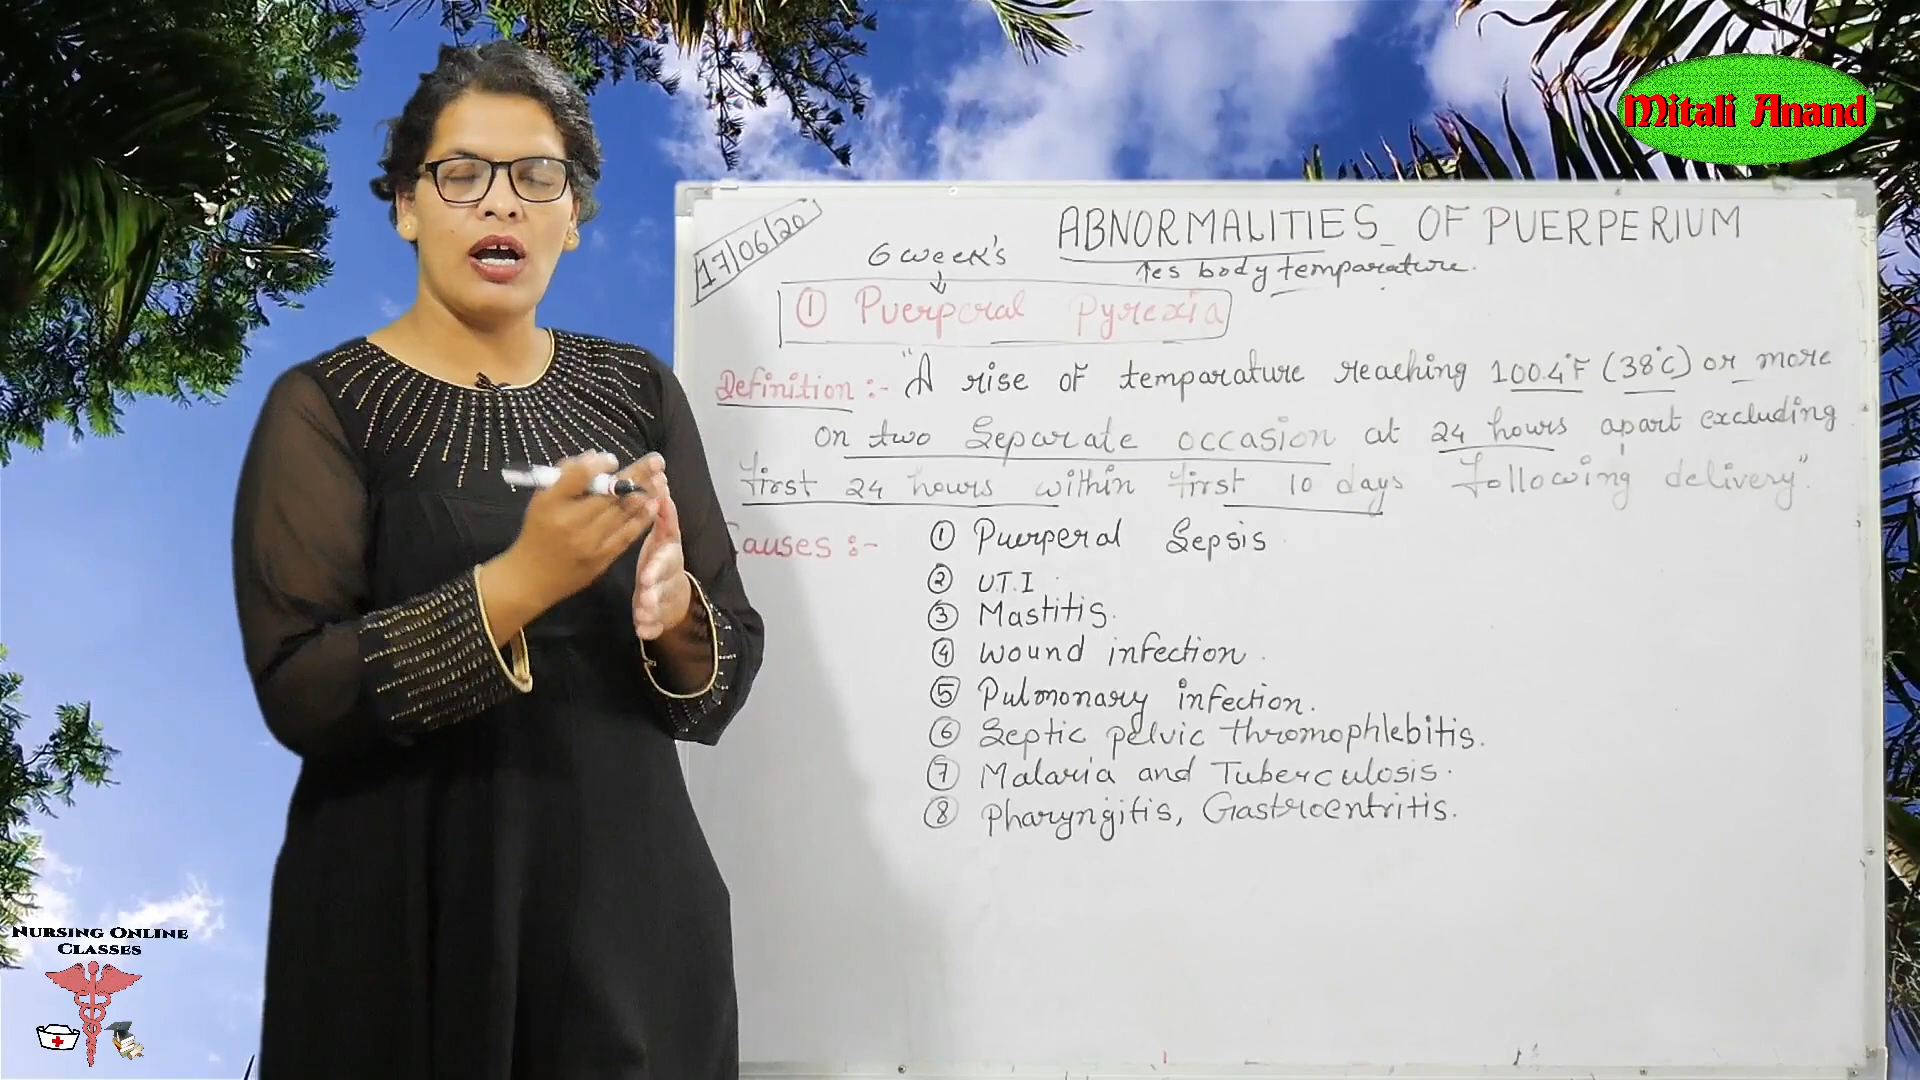 Mitali Anand
17/06/20
ABNORMALITIES OF PUERPERIUM
6 week's
↑es body temparature.
↓
① Puerperal Pyrexia
Definition :- "A rise of temparature reaching 100.4°F (38°C) or more
on two Separate occasion at 24 hours apart excluding
first 24 hours within first 10 days following delivery".
Causes :- ① Puerperal Sepsis
② U.T.I
③ Mastitis.
④ wound infection.
⑤ Pulmonary infection.
⑥ Septic pelvic thromophlebitis.
⑦ Malaria and Tuberculosis.
⑧ Pharyngitis, Gastroentritis.
NURSING ONLINE
CLASSES